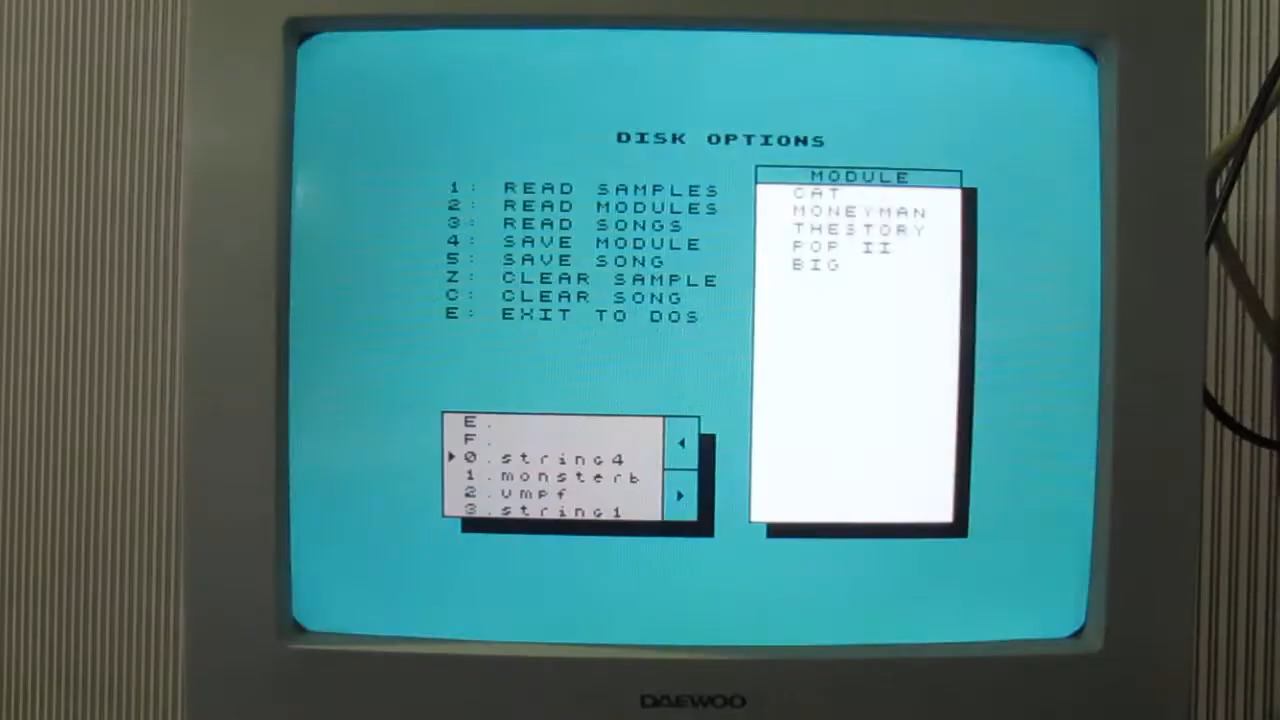 DISK OPTIONS
1: READ SAMPLES
2: READ MODULES
3: READ SONGS
4: SAVE MODULE
5: SAVE SONG
Z: CLEAR SAMPLE
C: CLEAR SONG
E: EXIT TO DOS
MODULE
CAT
MONEYMAN
THESTORY
POP II
BIG
E.
F.
0.string4
1.monsterb
2.umpf
3.string1
DAEWOO